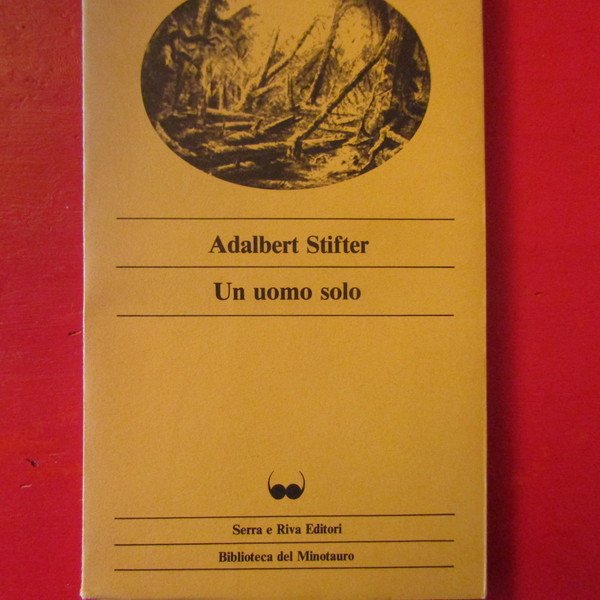 Adalbert Stifter
Un uomo solo
Serra e Riva Editori
Biblioteca del Minotauro